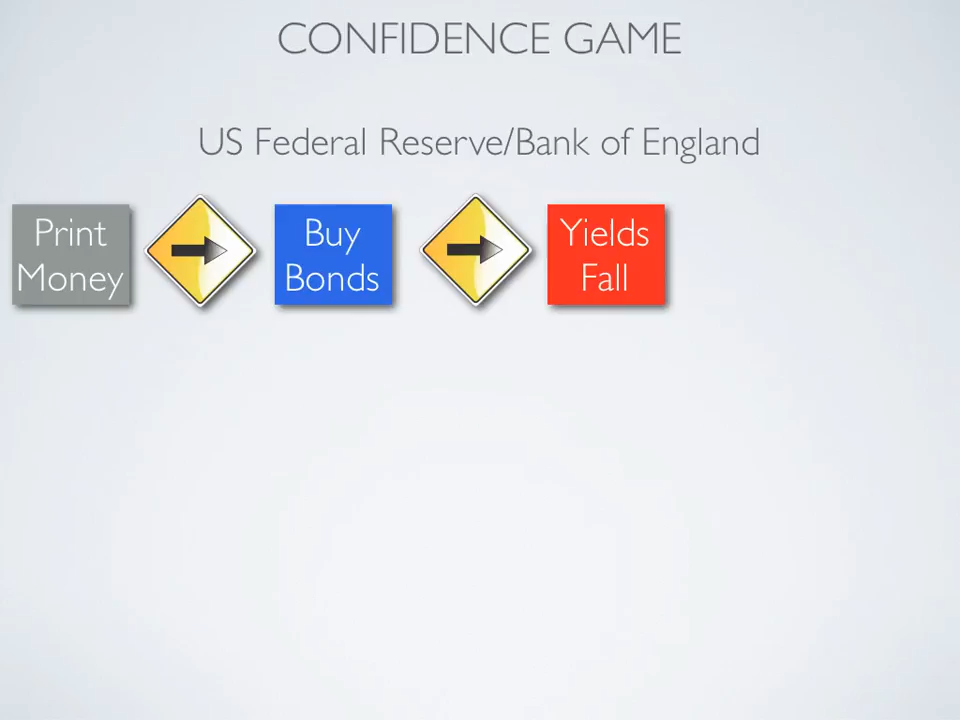 CONFIDENCE GAME
US Federal Reserve/Bank of England
Print
Money
Buy
Bonds
Yields
Fall